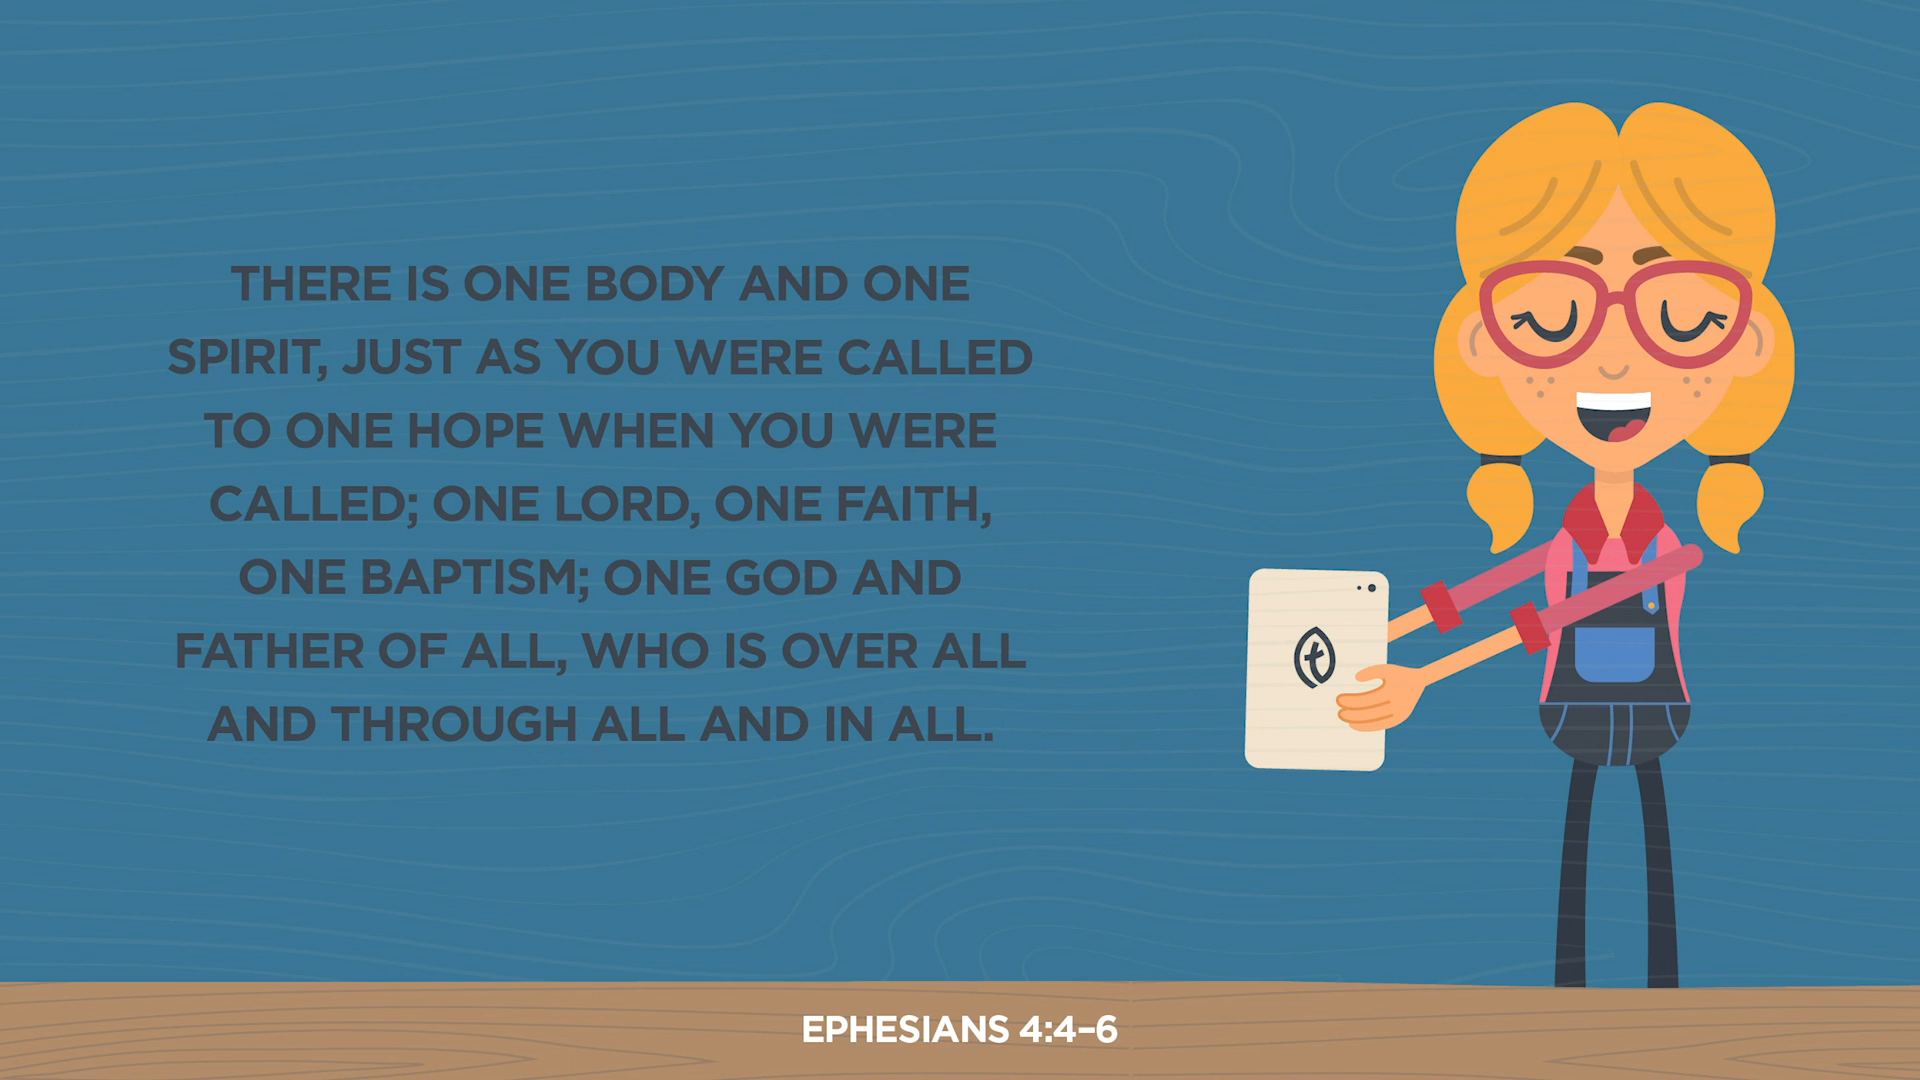 THERE IS ONE BODY AND ONE
SPIRIT, JUST AS YOU WERE CALLED
TO ONE HOPE WHEN YOU WERE
CALLED; ONE LORD, ONE FAITH,
ONE BAPTISM; ONE GOD AND
FATHER OF ALL, WHO IS OVER ALL
AND THROUGH ALL AND IN ALL.
EPHESIANS 4:4–6